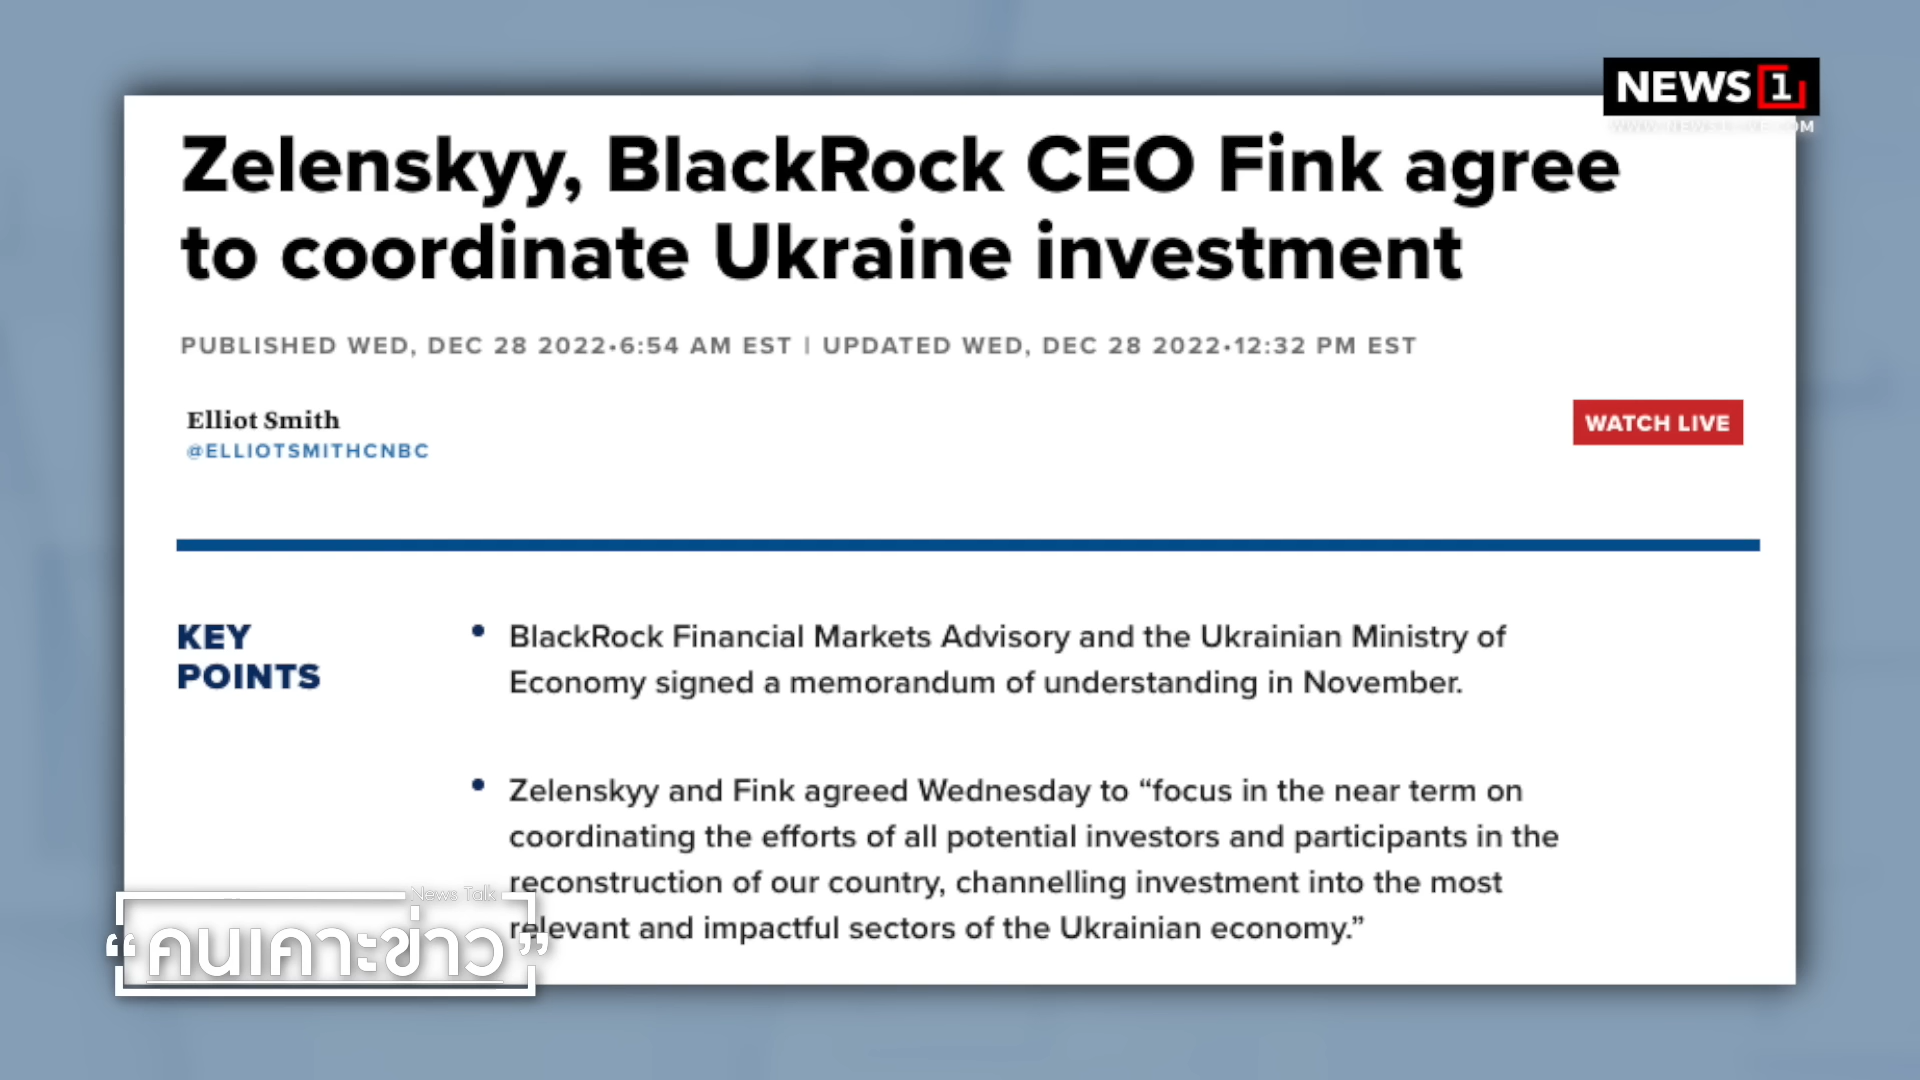 NEWS 1
Zelenskyy, BlackRock CEO Fink agree
to coordinate Ukraine investment
PUBLISHED WED, DEC 28 2022•6:54 AM EST | UPDATED WED, DEC 28 2022•12:32 PM EST
Elliot Smith
@ELLIOTSMITHCNBC
WATCH LIVE
KEY
POINTS
• BlackRock Financial Markets Advisory and the Ukrainian Ministry of
Economy signed a memorandum of understanding in November.
• Zelenskyy and Fink agreed Wednesday to “focus in the near term on
coordinating the efforts of all potential investors and participants in the
reconstruction of our country, channelling investment into the most
relevant and impactful sectors of the Ukrainian economy.”
News Talk
“คนเคาะข่าว”